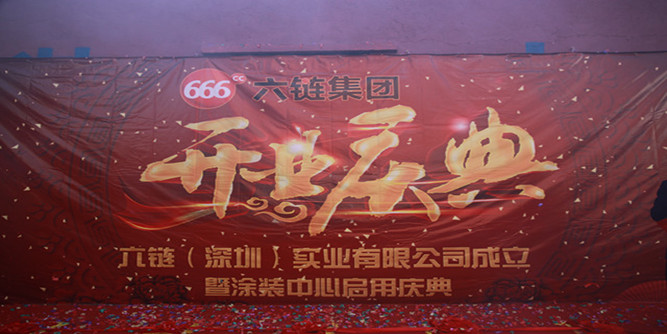 666cc 六链集团
开业庆典
六链（深圳）实业有限公司成立
暨涂装中心启用庆典